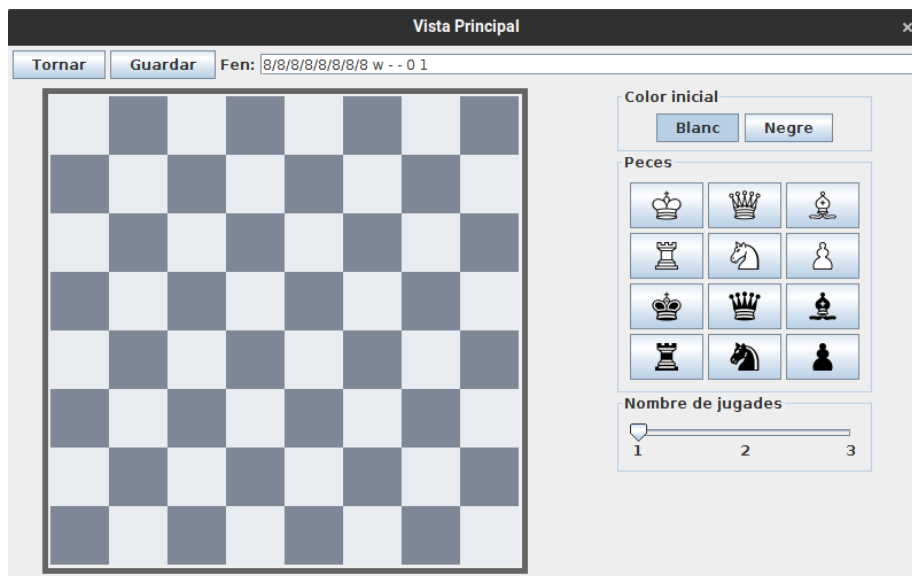 Vista Principal
Tornar Guardar Fen: 8/8/8/8/8/8/8/8 w - - 0 1
Color inicial
Blanc Negre
Peces
Nombre de jugades
1 2 3